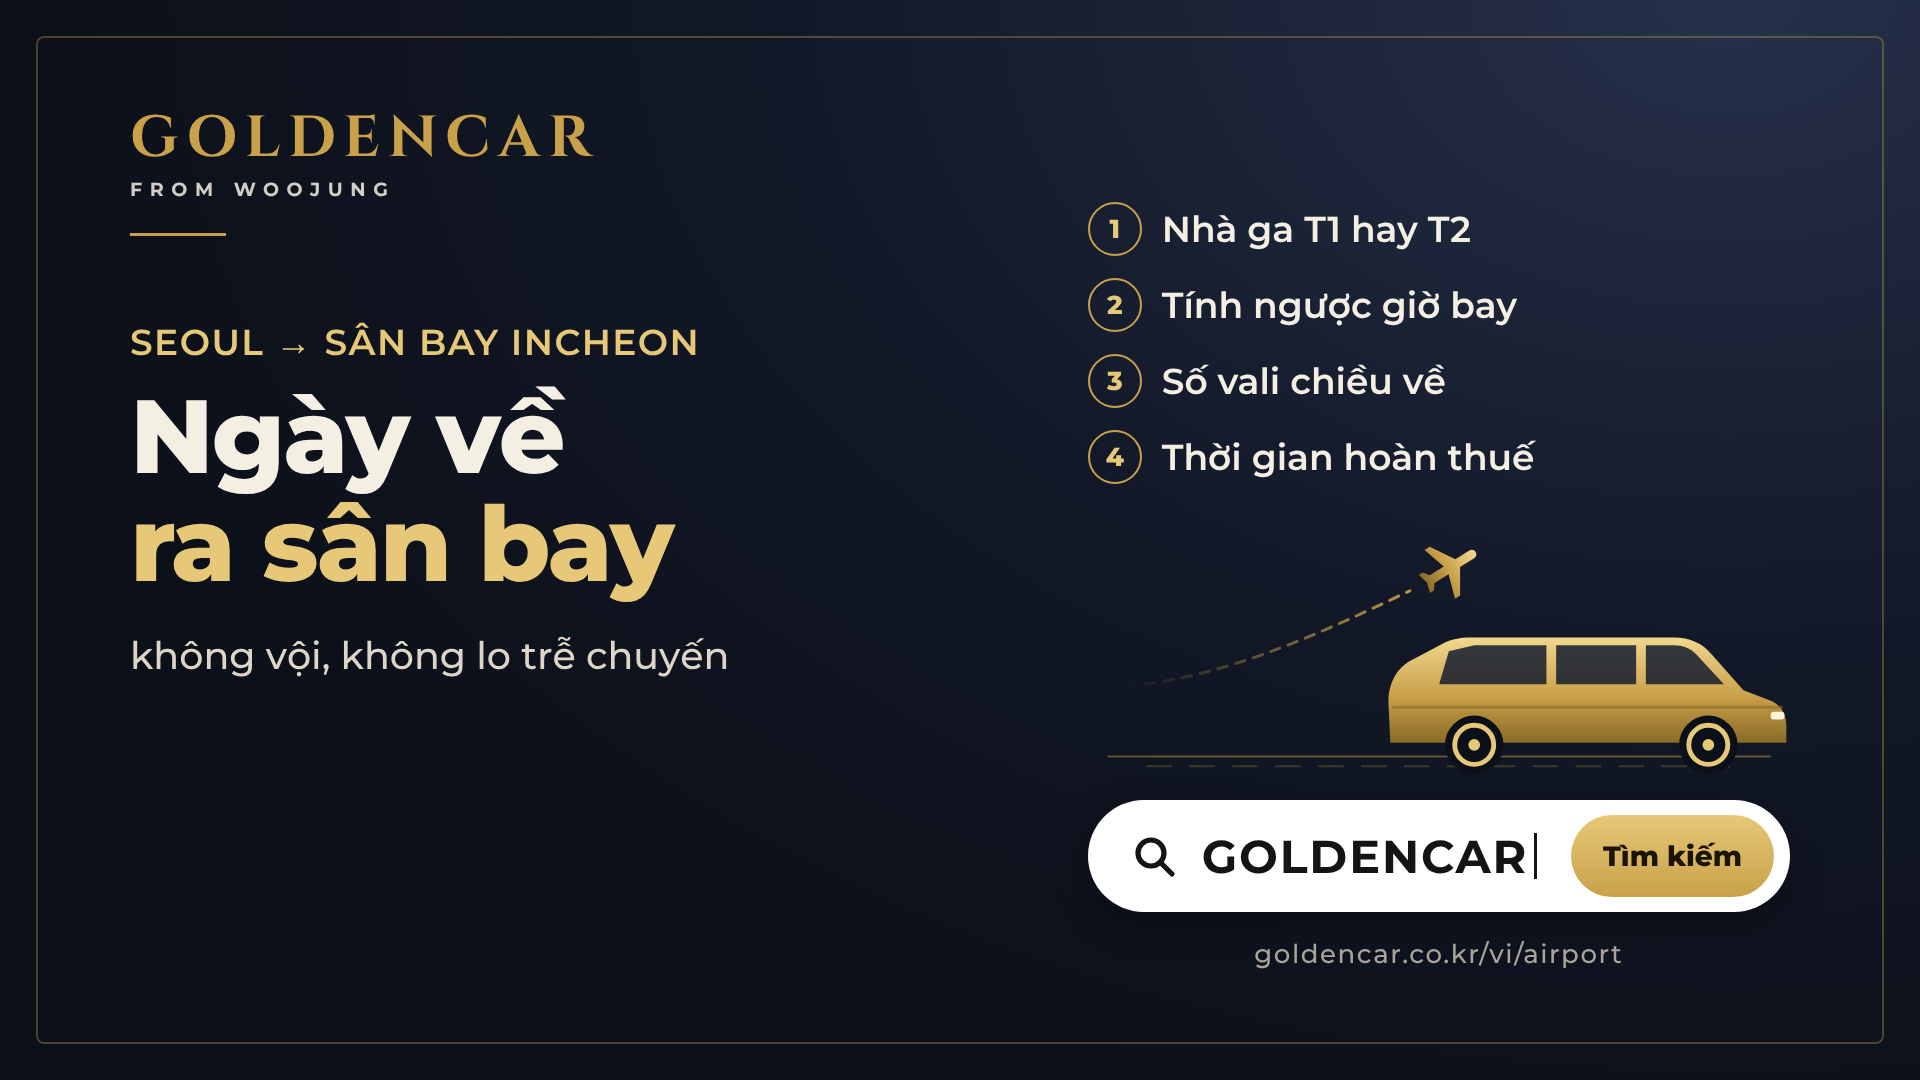 GOLDENCAR
FROM WOOJUNG
SEOUL → SÂN BAY INCHEON
Ngày về
ra sân bay
không vội, không lo trễ chuyến
1 Nhà ga T1 hay T2
2 Tính ngược giờ bay
3 Số vali chiều về
4 Thời gian hoàn thuế
GOLDENCAR Tìm kiếm
goldencar.co.kr/vi/airport